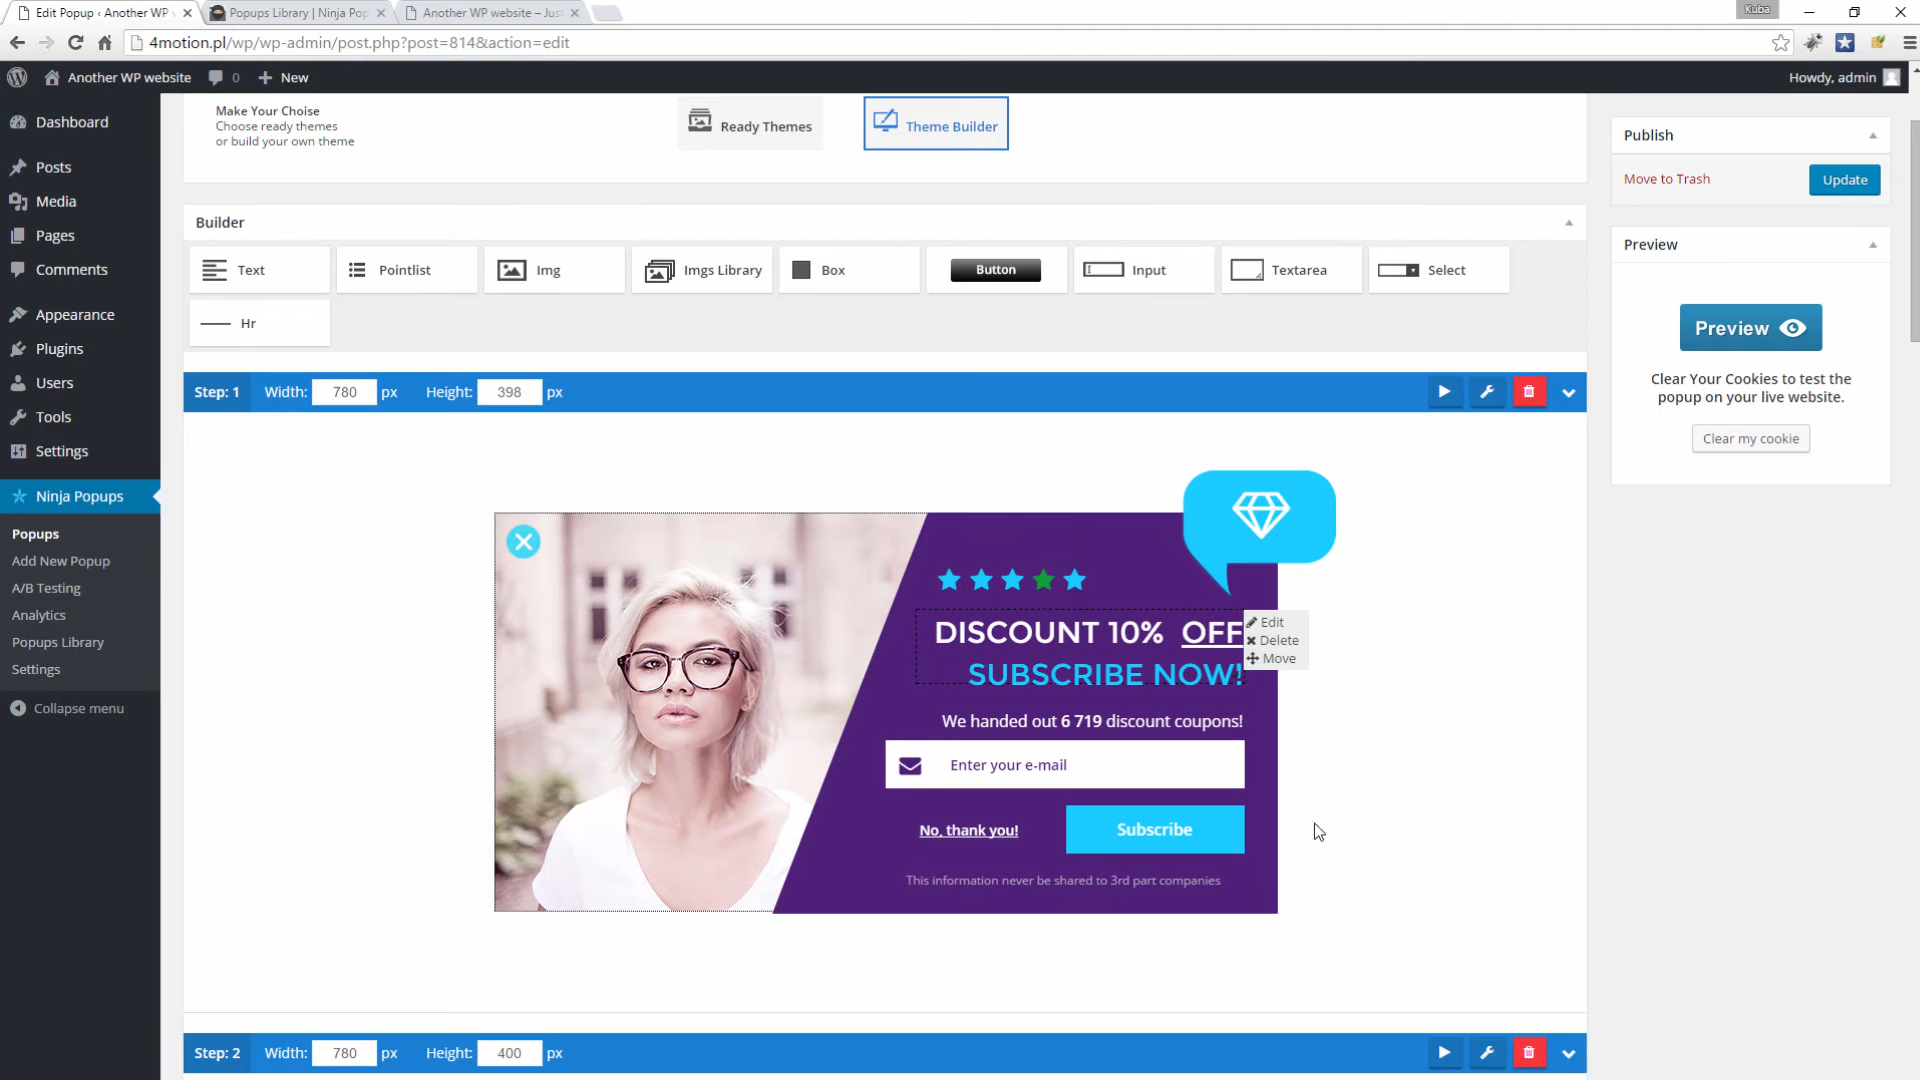 Edit Popup ‹ Another WP
Popups Library | Ninja Pop
Another WP website – Jus
Kuba
4motion.pl/wp/wp-admin/post.php?post=814&action=edit
Another WP website
0
New
Howdy, admin
Dashboard
Posts
Media
Pages
Comments
Appearance
Plugins
Users
Tools
Settings
Ninja Popups
Popups
Add New Popup
A/B Testing
Analytics
Popups Library
Settings
Collapse menu
Make Your Choise
Choose ready themes
or build your own theme
Ready Themes
Theme Builder
Builder
Text
Pointlist
Img
Imgs Library
Box
Button
Input
Textarea
Select
Hr
Step: 1 Width: 780 px Height: 398 px
DISCOUNT 10% OFF
SUBSCRIBE NOW!
Edit
Delete
Move
We handed out 6 719 discount coupons!
Enter your e-mail
No, thank you!
Subscribe
This information never be shared to 3rd part companies
Step: 2 Width: 780 px Height: 400 px
Publish
Move to Trash
Update
Preview
Preview
Clear Your Cookies to test the
popup on your live website.
Clear my cookie